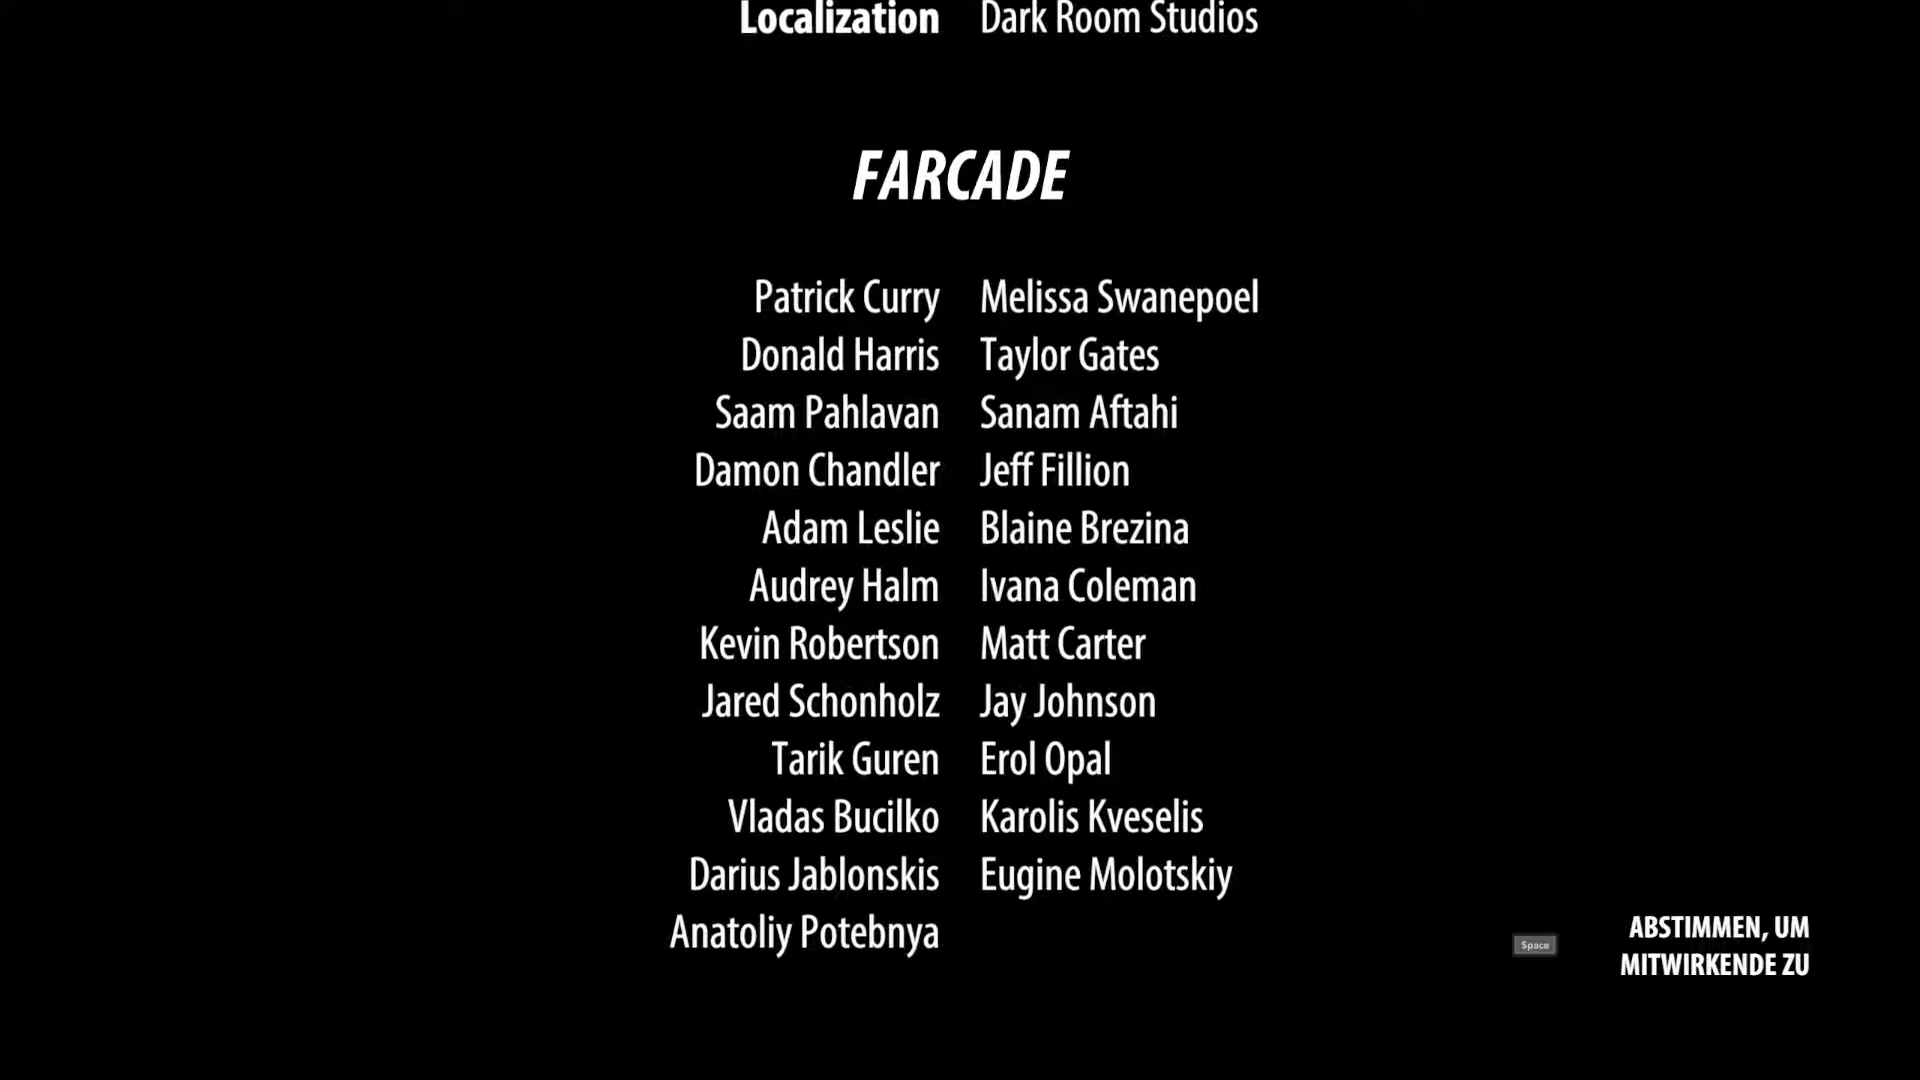 Localization Dark Room Studios
FARCADE
Patrick Curry Melissa Swanepoel
Donald Harris Taylor Gates
Saam Pahlavan Sanam Aftahi
Damon Chandler Jeff Fillion
Adam Leslie Blaine Brezina
Audrey Halm Ivana Coleman
Kevin Robertson Matt Carter
Jared Schonholz Jay Johnson
Tarik Guren Erol Opal
Vladas Bucilko Karolis Kveselis
Darius Jablonskis Eugine Molotskiy
Anatoliy Potebnya
Space
ABSTIMMEN, UM
MITWIRKENDE ZU